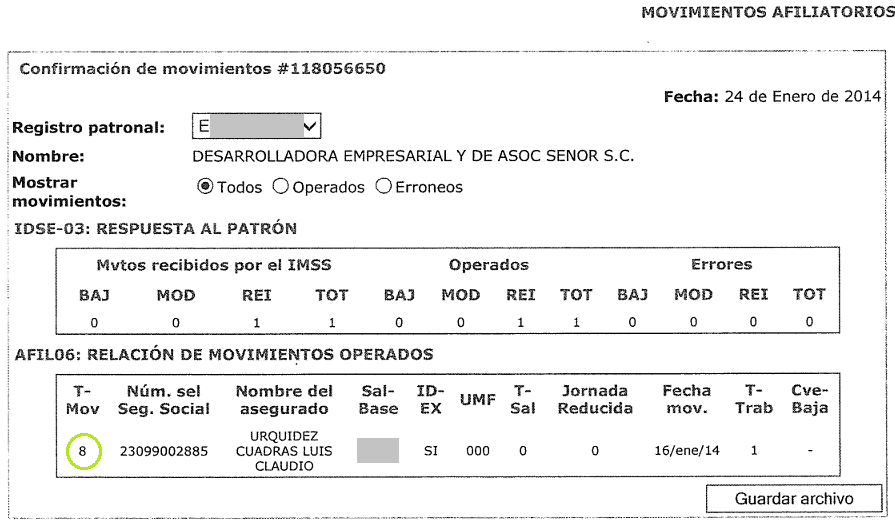 MOVIMIENTOS AFILIATORIOS
Confirmación de movimientos #118056650
Fecha: 24 de Enero de 2014
Registro patronal: E
Nombre: DESARROLLADORA EMPRESARIAL Y DE ASOC SENOR S.C.
Mostrar
movimientos: Todos Operados Erroneos
IDSE-03: RESPUESTA AL PATRÓN
Mvtos recibidos por el IMSS Operados Errores
BAJ MOD REI TOT BAJ MOD REI TOT BAJ MOD REI TOT
0 0 1 1 0 0 1 1 0 0 0 0
AFIL06: RELACIÓN DE MOVIMIENTOS OPERADOS
T- Núm. sel Nombre del Sal- ID- UMF T- Jornada Fecha T- Cve-
Mov Seg. Social asegurado Base EX Sal Reducida mov. Trab Baja
URQUIDEZ
8 23099002885 CUADRAS LUIS SI 000 0 0 16/ene/14 1 -
CLAUDIO
Guardar archivo